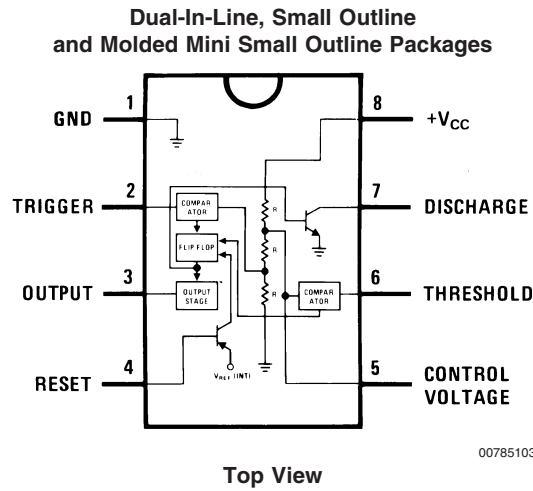 Dual-In-Line, Small Outline
and Molded Mini Small Outline Packages
1
GND
8
+VCC
2
TRIGGER
COMPAR
ATOR
R
7
DISCHARGE
FLIP FLOP
R
3
OUTPUT
OUTPUT
STAGE
R
COMPAR
ATOR
6
THRESHOLD
4
RESET
VREF (INT)
5
CONTROL
VOLTAGE
00785103
Top View